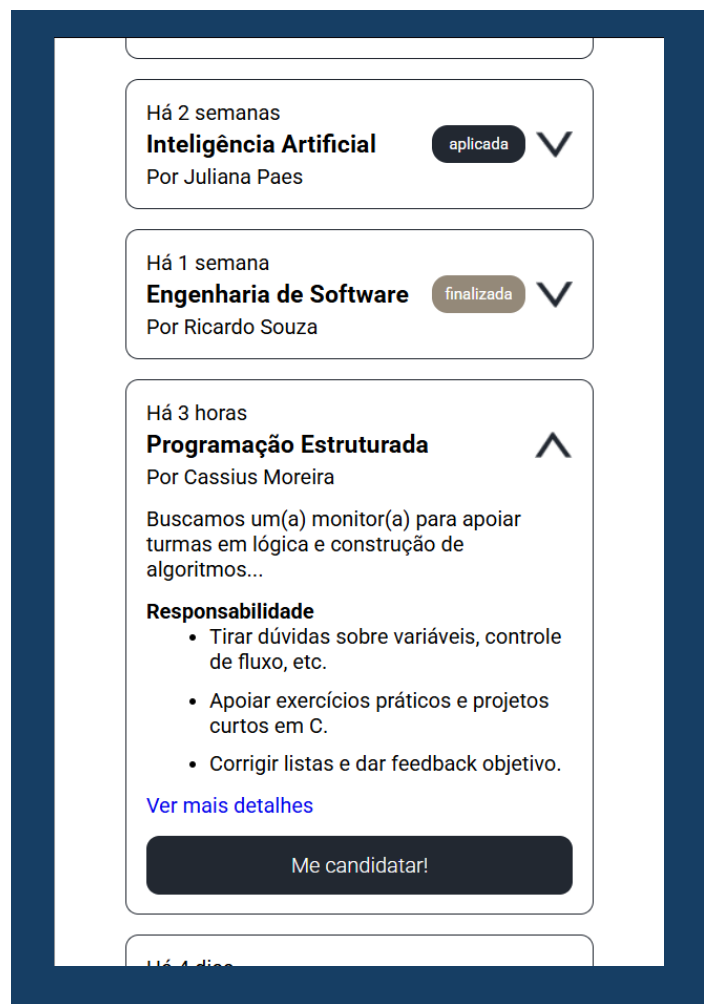 Há 2 semanas
Inteligência Artificial
aplicada
Por Juliana Paes
Há 1 semana
Engenharia de Software
finalizada
Por Ricardo Souza
Há 3 horas
Programação Estruturada
Por Cassius Moreira
Buscamos um(a) monitor(a) para apoiar
turmas em lógica e construção de
algoritmos...
Responsabilidade
• Tirar dúvidas sobre variáveis, controle
de fluxo, etc.
• Apoiar exercícios práticos e projetos
curtos em C.
• Corrigir listas e dar feedback objetivo.
Ver mais detalhes
Me candidatar!
Há 4 dias